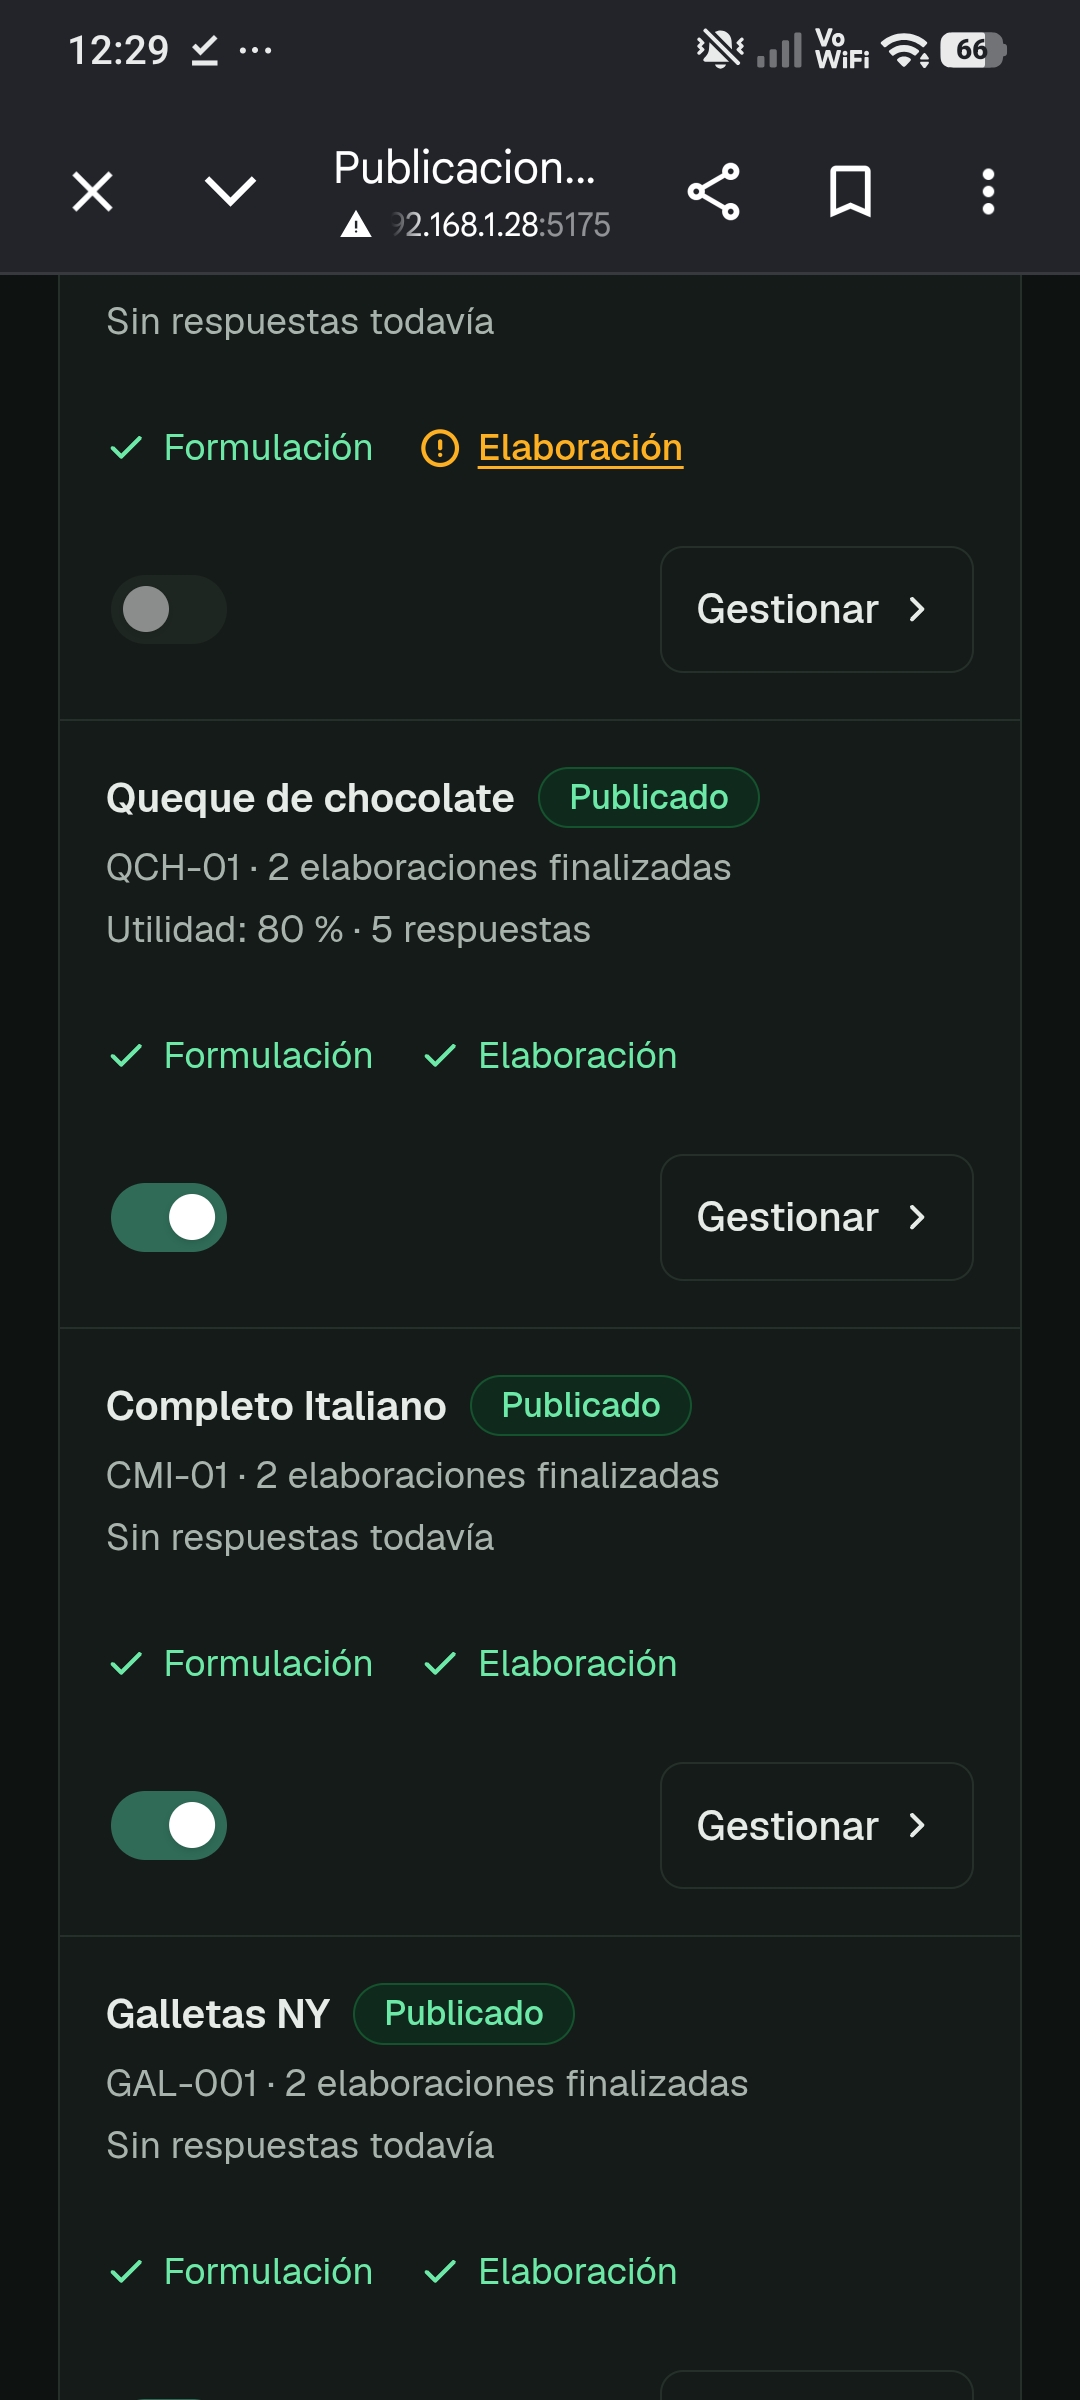 12:29
Vo WiFi 66
Publicacion...
92.168.1.28:5175
Sin respuestas todavía
Formulación Elaboración
Gestionar
Queque de chocolate Publicado
QCH-01 · 2 elaboraciones finalizadas
Utilidad: 80 % · 5 respuestas
Formulación Elaboración
Gestionar
Completo Italiano Publicado
CMI-01 · 2 elaboraciones finalizadas
Sin respuestas todavía
Formulación Elaboración
Gestionar
Galletas NY Publicado
GAL-001 · 2 elaboraciones finalizadas
Sin respuestas todavía
Formulación Elaboración